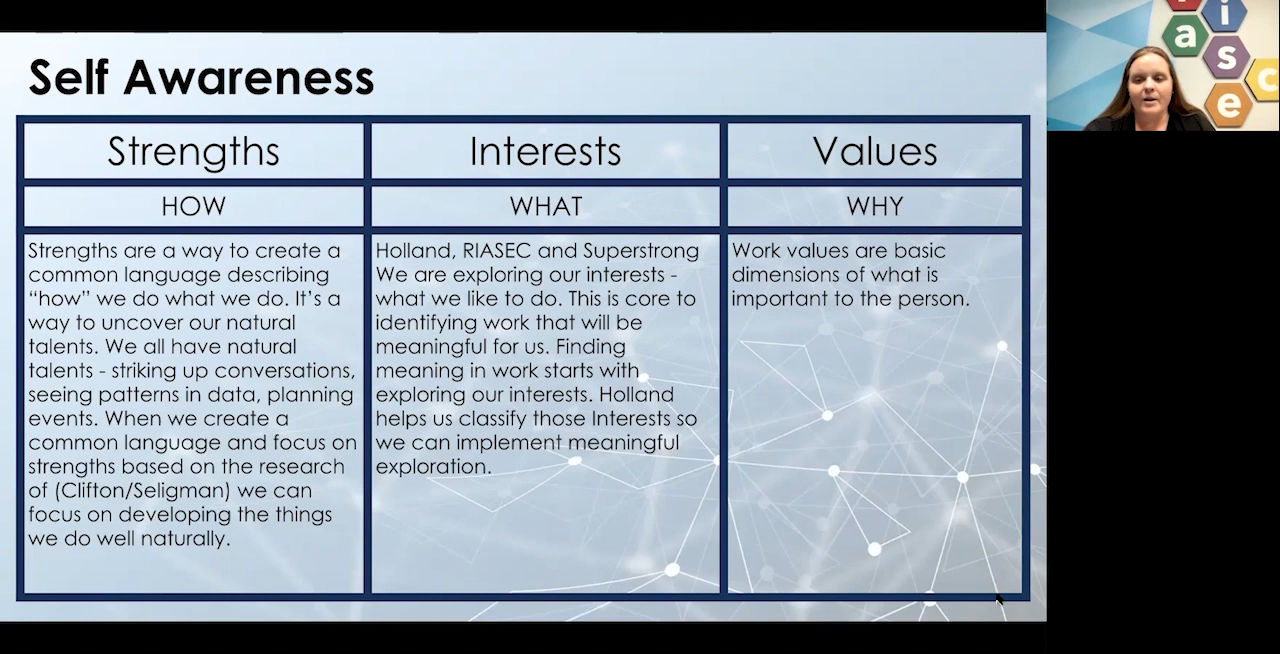 Self Awareness
Strengths
Interests
Values
HOW
WHAT
WHY
Strengths are a way to create a
common language describing
“how” we do what we do. It’s a
way to uncover our natural
talents. We all have natural
talents - striking up conversations,
seeing patterns in data, planning
events. When we create a
common language and focus on
strengths based on the research
of (Clifton/Seligman) we can
focus on developing the things
we do well naturally.
Holland, RIASEC and Superstrong
We are exploring our interests -
what we like to do. This is core to
identifying work that will be
meaningful for us. Finding
meaning in work starts with
exploring our interests. Holland
helps us classify those Interests so
we can implement meaningful
exploration.
Work values are basic
dimensions of what is
important to the person.
i
a
s
c
e